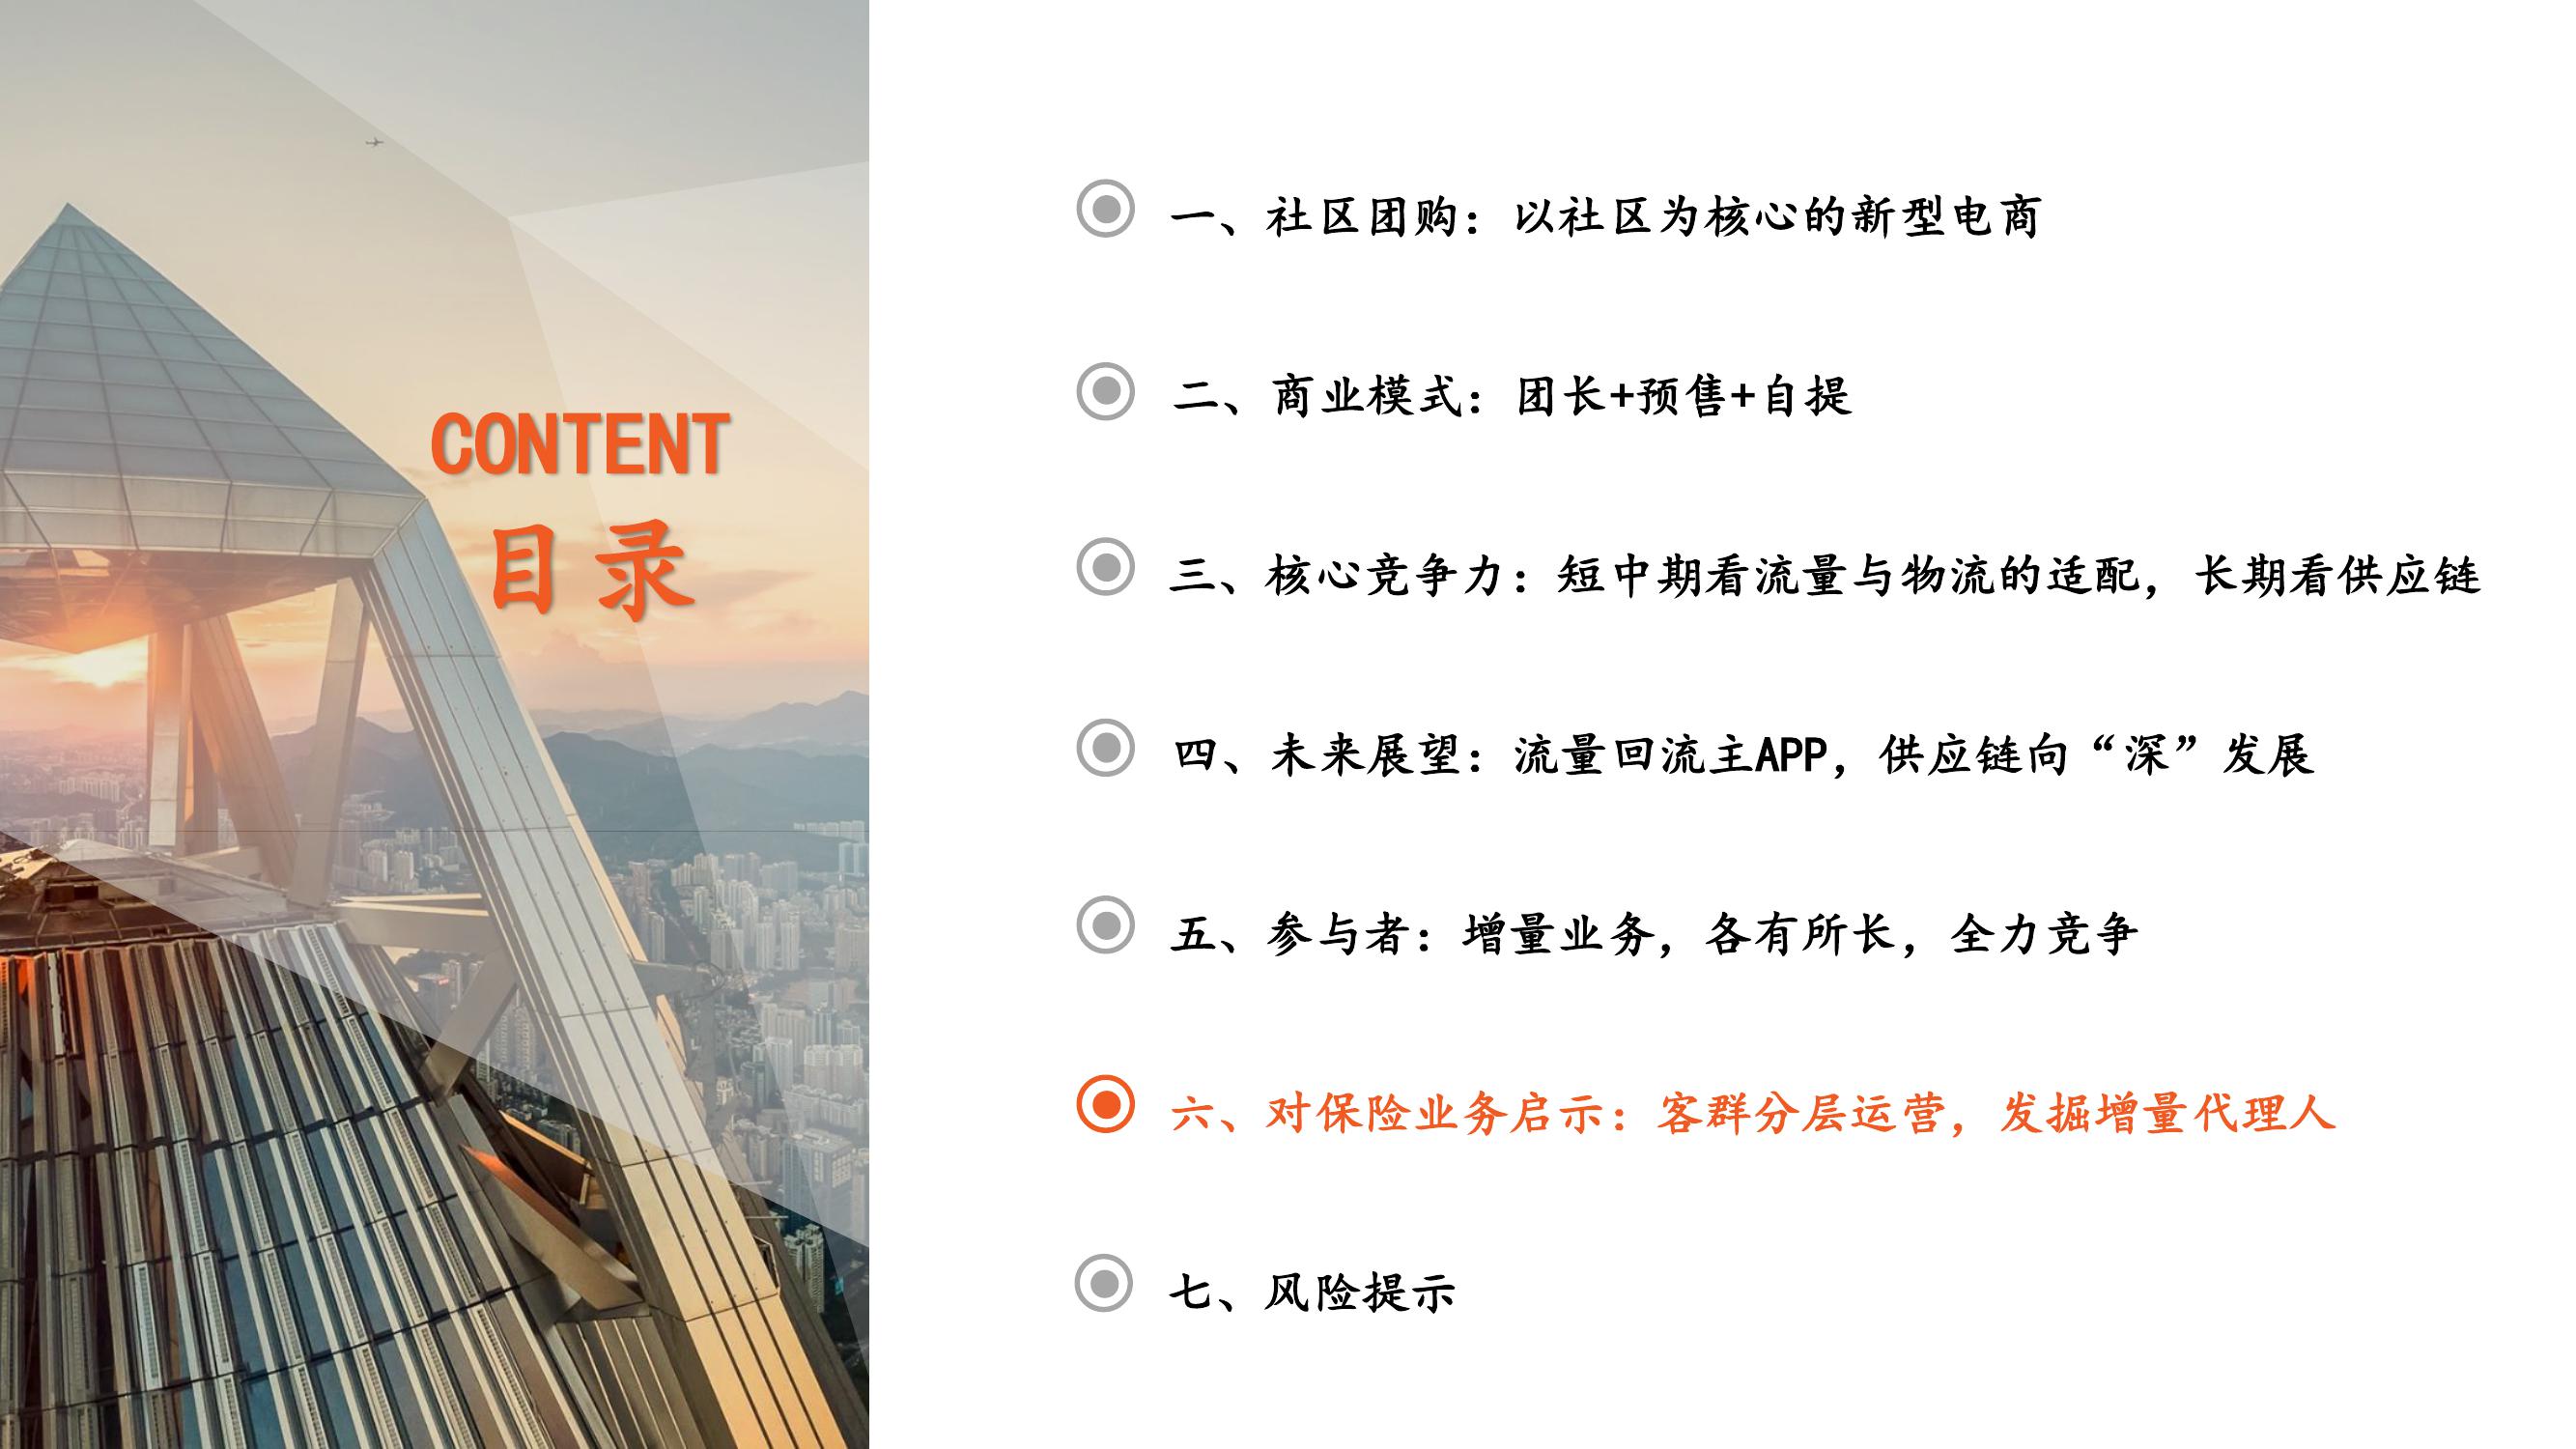 CONTENT
目录
一、社区团购：以社区为核心的新型电商
二、商业模式：团长+预售+自提
三、核心竞争力：短中期看流量与物流的适配，长期看供应链
四、未来展望：流量回流主APP，供应链向“深”发展
五、参与者：增量业务，各有所长，全力竞争
六、对保险业务启示：客群分层运营，发掘增量代理人
七、风险提示